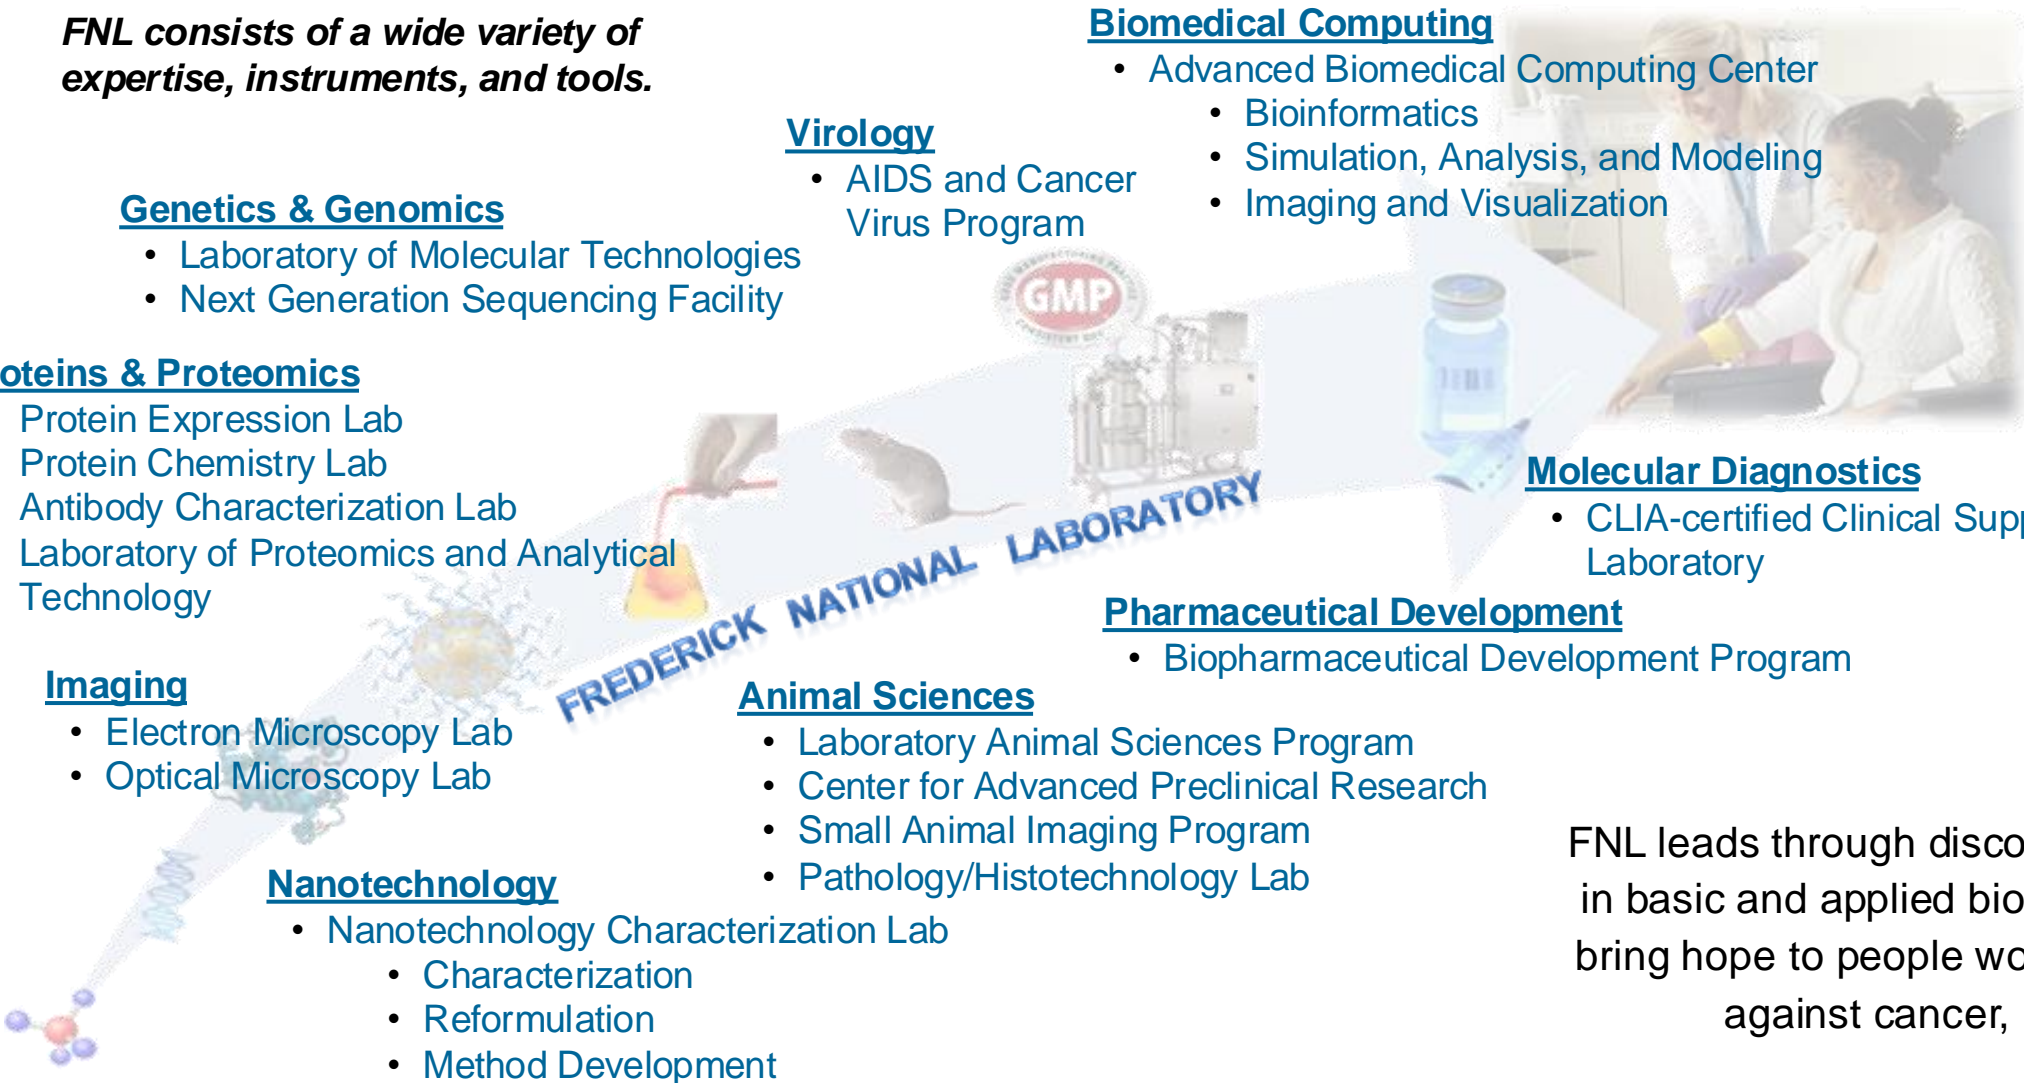 FNL consists of a wide variety of
expertise, instruments, and tools.
Biomedical Computing
• Advanced Biomedical Computing Center
• Bioinformatics
• Simulation, Analysis, and Modeling
• Imaging and Visualization
Virology
• AIDS and Cancer
Virus Program
Genetics & Genomics
• Laboratory of Molecular Technologies
• Next Generation Sequencing Facility
GMP
oteins & Proteomics
Protein Expression Lab
Protein Chemistry Lab
Antibody Characterization Lab
Laboratory of Proteomics and Analytical
Technology
FREDERICK NATIONAL LABORATORY
Molecular Diagnostics
• CLIA-certified Clinical Supp
Laboratory
Pharmaceutical Development
• Biopharmaceutical Development Program
Imaging
• Electron Microscopy Lab
• Optical Microscopy Lab
Animal Sciences
• Laboratory Animal Sciences Program
• Center for Advanced Preclinical Research
• Small Animal Imaging Program
• Pathology/Histotechnology Lab
Nanotechnology
• Nanotechnology Characterization Lab
• Characterization
• Reformulation
• Method Development
FNL leads through disco
in basic and applied bio
bring hope to people wo
against cancer,